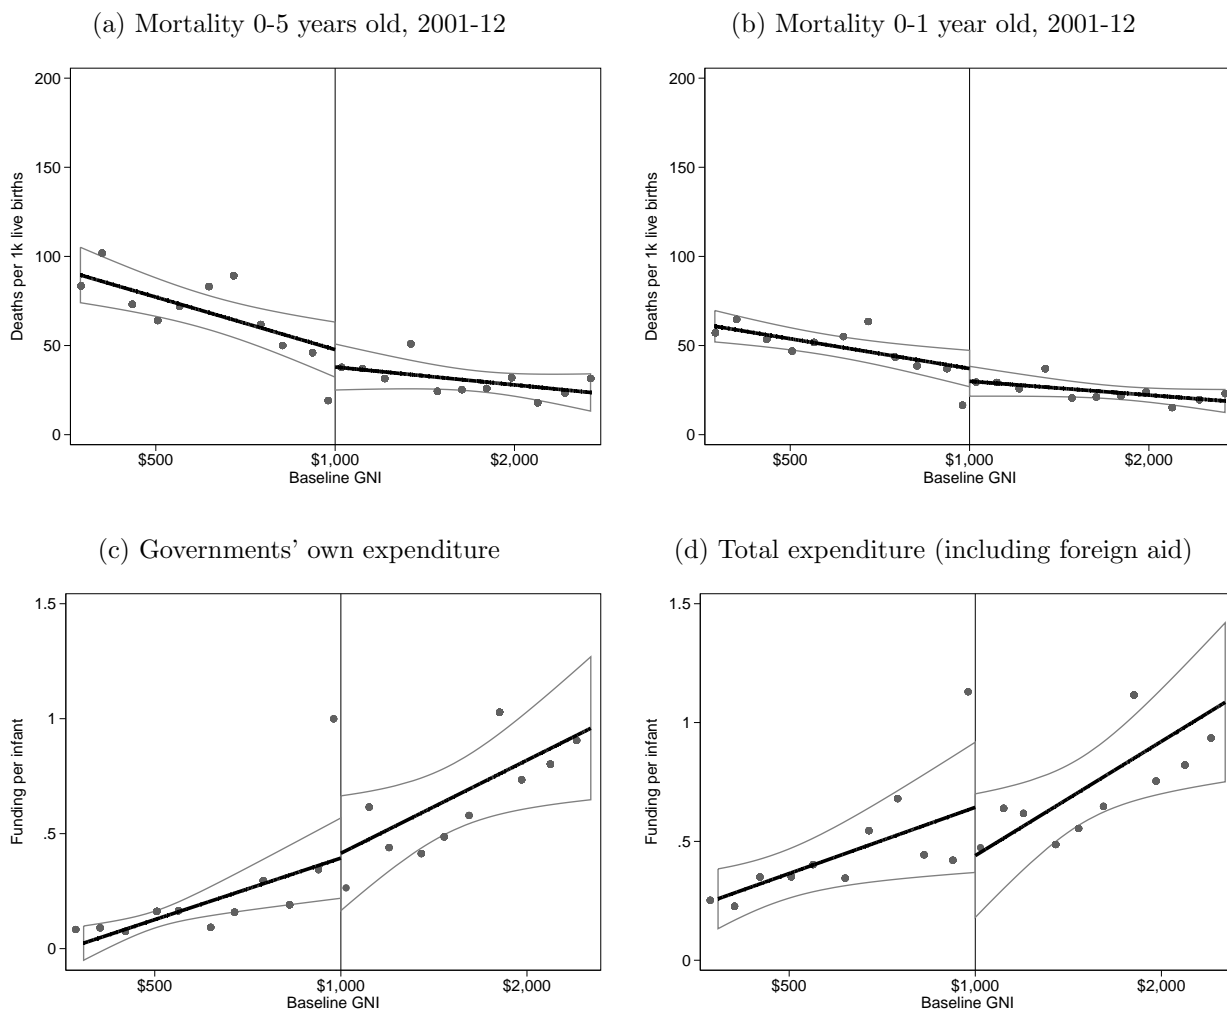 (a) Mortality 0-5 years old, 2001-12
200
150
100
50
0
Deaths per 1k live births
$500
$1,000
$2,000
Baseline GNI
(b) Mortality 0-1 year old, 2001-12
200
150
100
50
0
Deaths per 1k live births
$500
$1,000
$2,000
Baseline GNI
(c) Governments' own expenditure
1.5
1
.5
0
Funding per infant
$500
$1,000
$2,000
Baseline GNI
(d) Total expenditure (including foreign aid)
1.5
1
.5
0
Funding per infant
$500
$1,000
$2,000
Baseline GNI